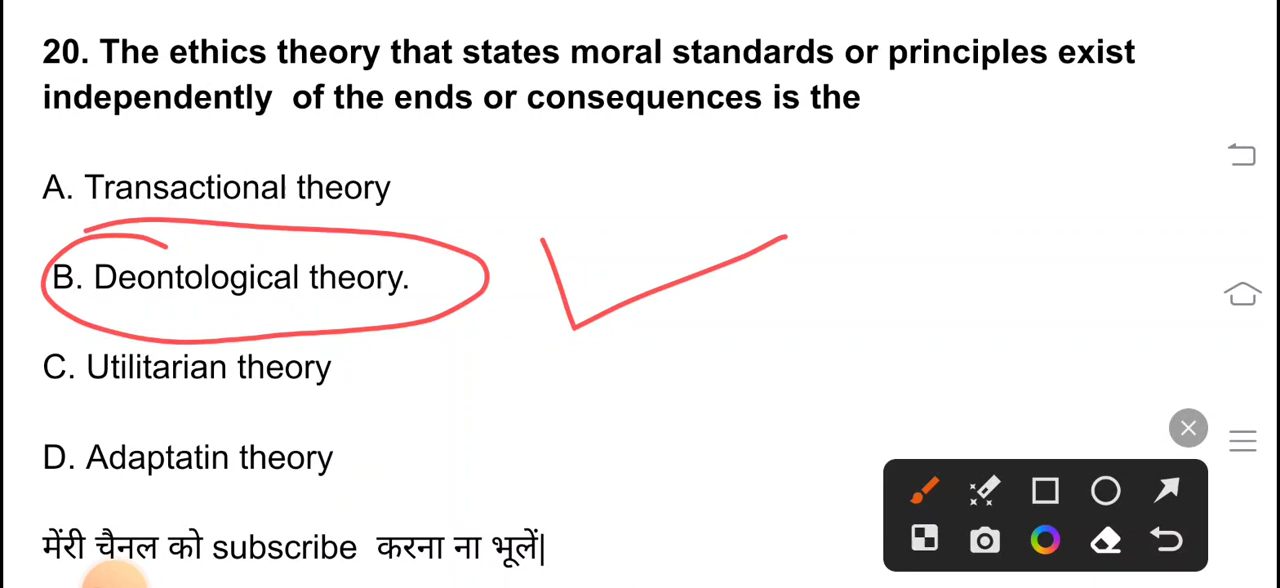 20. The ethics theory that states moral standards or principles exist
independently of the ends or consequences is the
A. Transactional theory
B. Deontological theory.
C. Utilitarian theory
D. Adaptatin theory
मेंरी चैनल को subscribe करना ना भूलें|